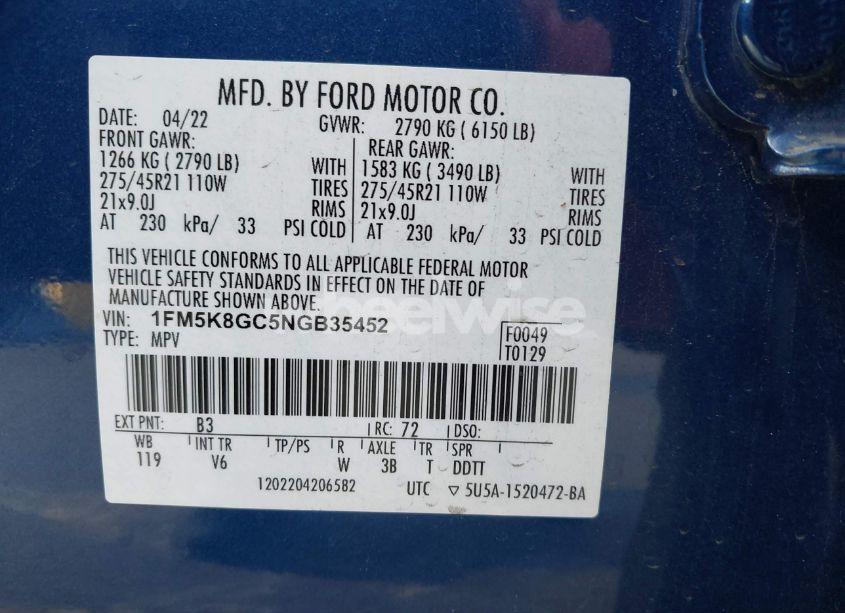 MFD. BY FORD MOTOR CO.
DATE: 04/22 GVWR: 2790 KG ( 6150 LB)
FRONT GAWR: REAR GAWR:
1266 KG ( 2790 LB) WITH 1583 KG ( 3490 LB) WITH
275/45R21 110W TIRES 275/45R21 110W TIRES
21x9.0J RIMS 21x9.0J RIMS
AT 230 kPa/ 33 PSI COLD AT 230 kPa/ 33 PSI COLD
THIS VEHICLE CONFORMS TO ALL APPLICABLE FEDERAL MOTOR
VEHICLE SAFETY STANDARDS IN EFFECT ON THE DATE OF
MANUFACTURE SHOWN ABOVE.
VIN: 1FM5K8GC5NGB35452 F0049
TYPE: MPV T0129
EXT PNT: B3 RC: 72 DSO:
WB INT TR TP/PS R AXLE TR SPR
119 V6 W 3B T DDTT
1202204206582 UTC ▽ 5U5A-1520472-BA